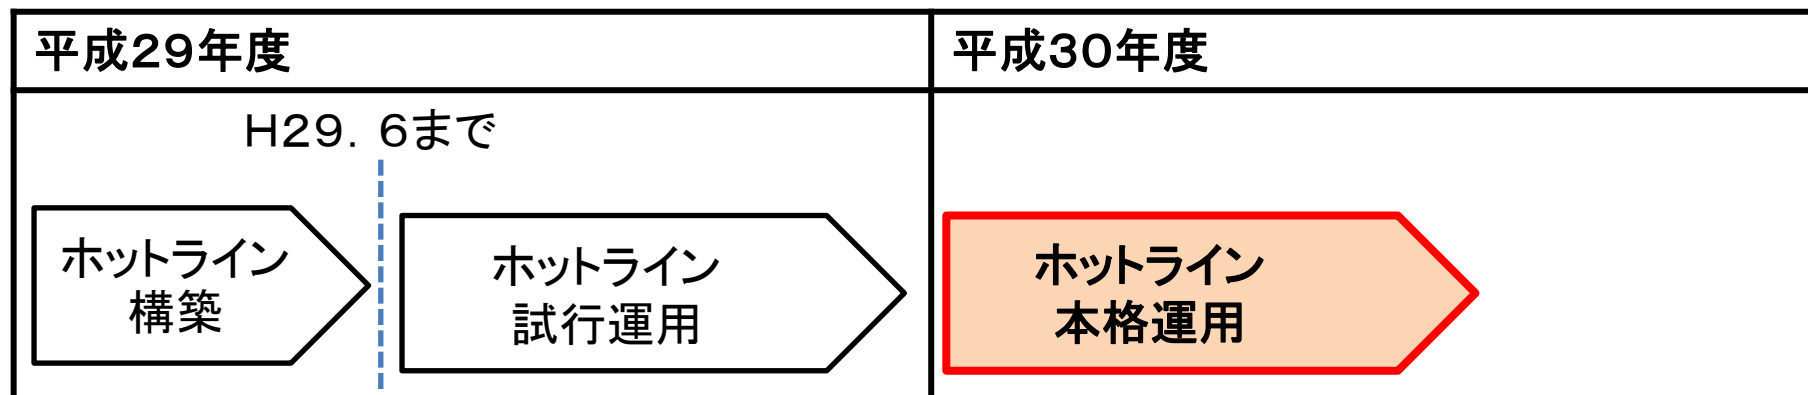 平成29年度
平成30年度
H29．6まで
ホットライン
構築
ホットライン
試行運用
ホットライン
本格運用